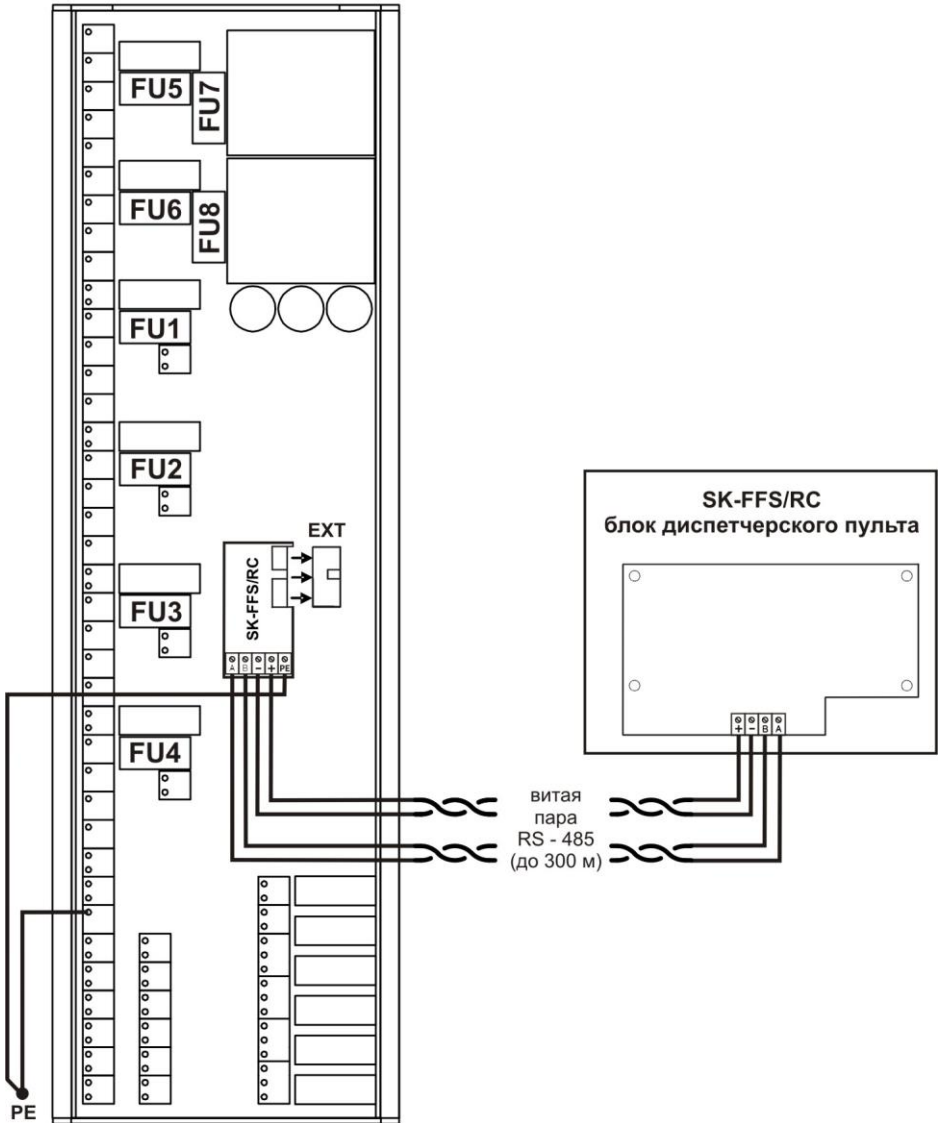 FU5
FU7
FU6
FU8
FU1
FU2
EXT
SK-FFS/RC
FU3
A B - + PE
FU4
PE
SK-FFS/RC
блок диспетчерского пульта
+ - B A
витая
пара
RS - 485
(до 300 м)